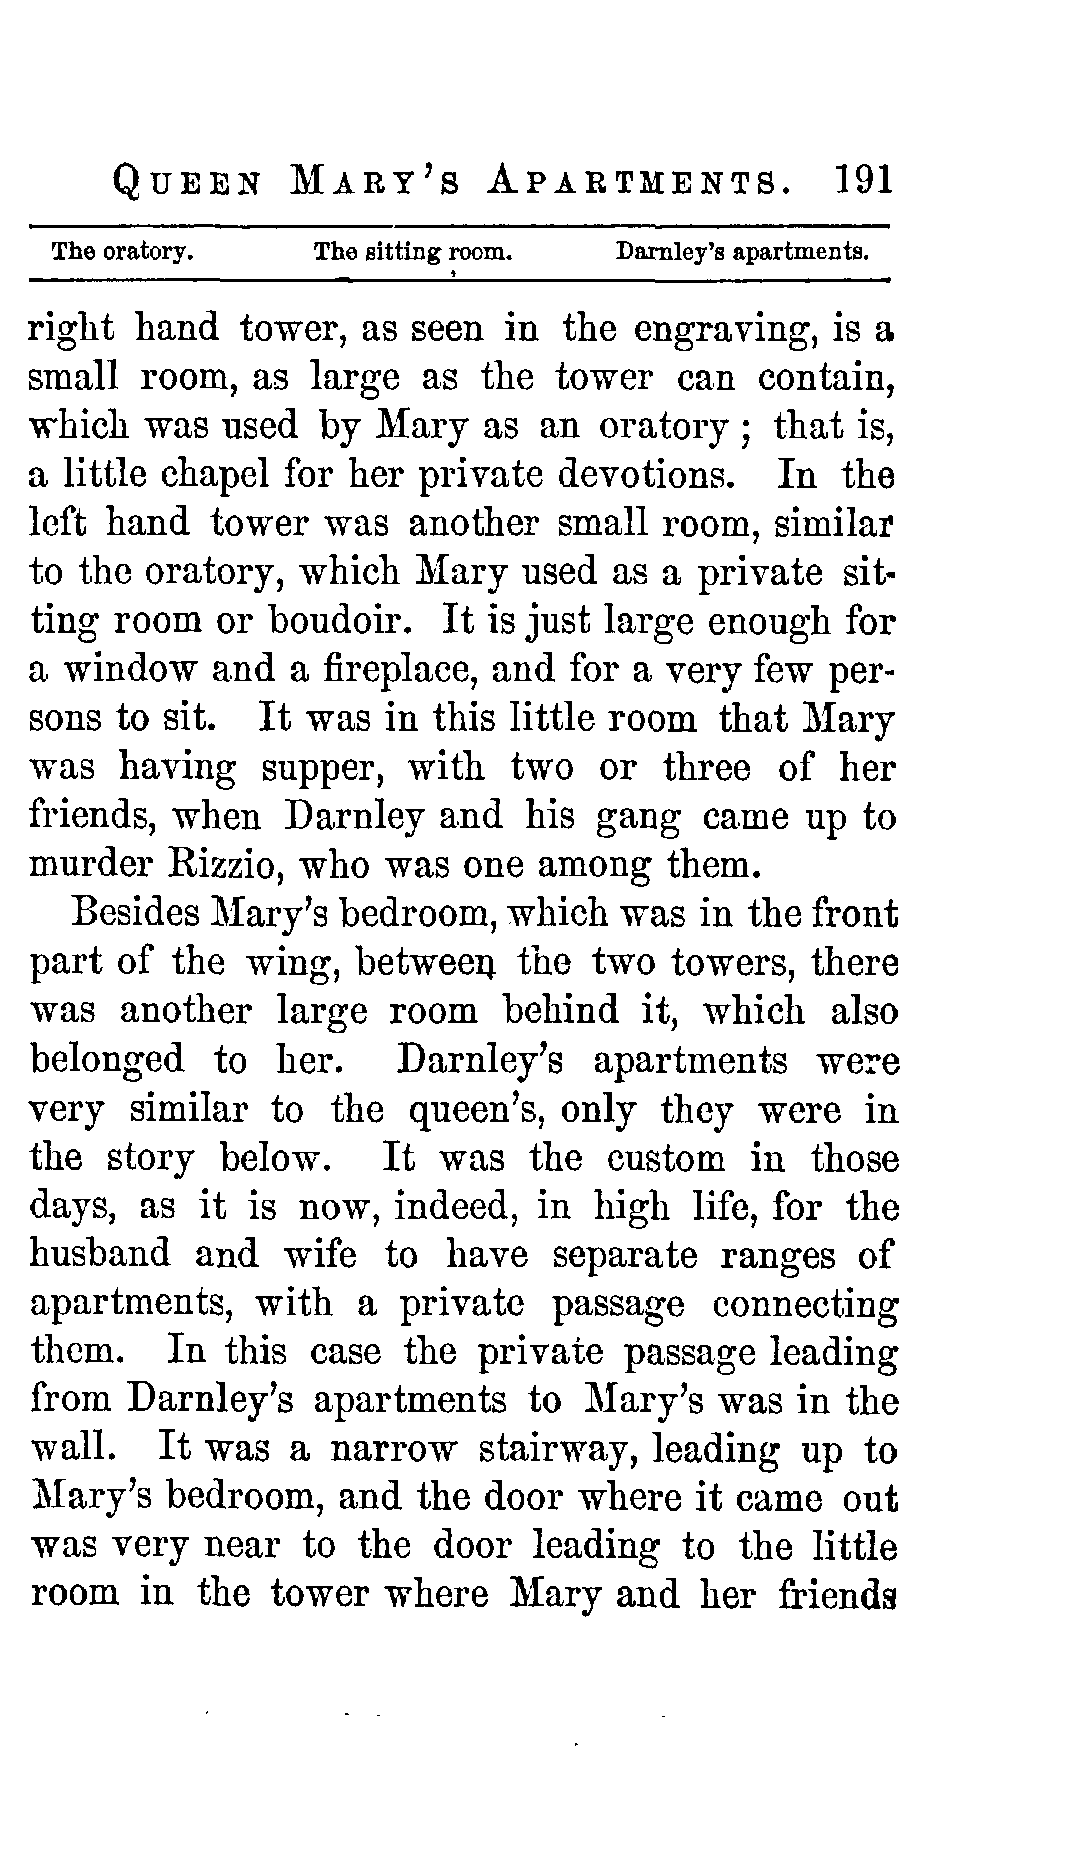 QUEEN MARY'S APARTMENTS. 191
The oratory. The sitting room. Darnley's apartments.
right hand tower, as seen in the engraving, is a
small room, as large as the tower can contain,
which was used by Mary as an oratory ; that is,
a little chapel for her private devotions. In the
left hand tower was another small room, similar
to the oratory, which Mary used as a private sit-
ting room or boudoir. It is just large enough for
a window and a fireplace, and for a very few per-
sons to sit. It was in this little room that Mary
was having supper, with two or three of her
friends, when Darnley and his gang came up to
murder Rizzio, who was one among them.
Besides Mary's bedroom, which was in the front
part of the wing, between the two towers, there
was another large room behind it, which also
belonged to her. Darnley's apartments were
very similar to the queen's, only they were in
the story below. It was the custom in those
days, as it is now, indeed, in high life, for the
husband and wife to have separate ranges of
apartments, with a private passage connecting
them. In this case the private passage leading
from Darnley's apartments to Mary's was in the
wall. It was a narrow stairway, leading up to
Mary's bedroom, and the door where it came out
was very near to the door leading to the little
room in the tower where Mary and her friends